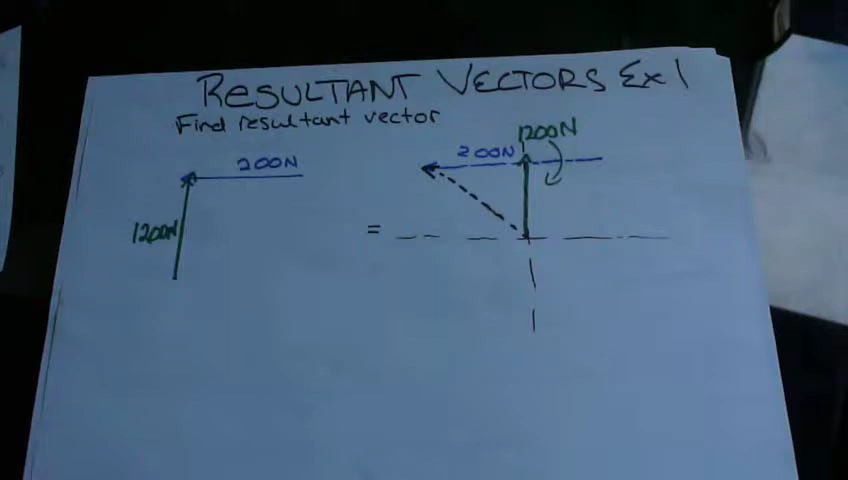 RESULTANT VECTORS Ex 1
Find resultant vector
200N
1200N
=
200N
1200N